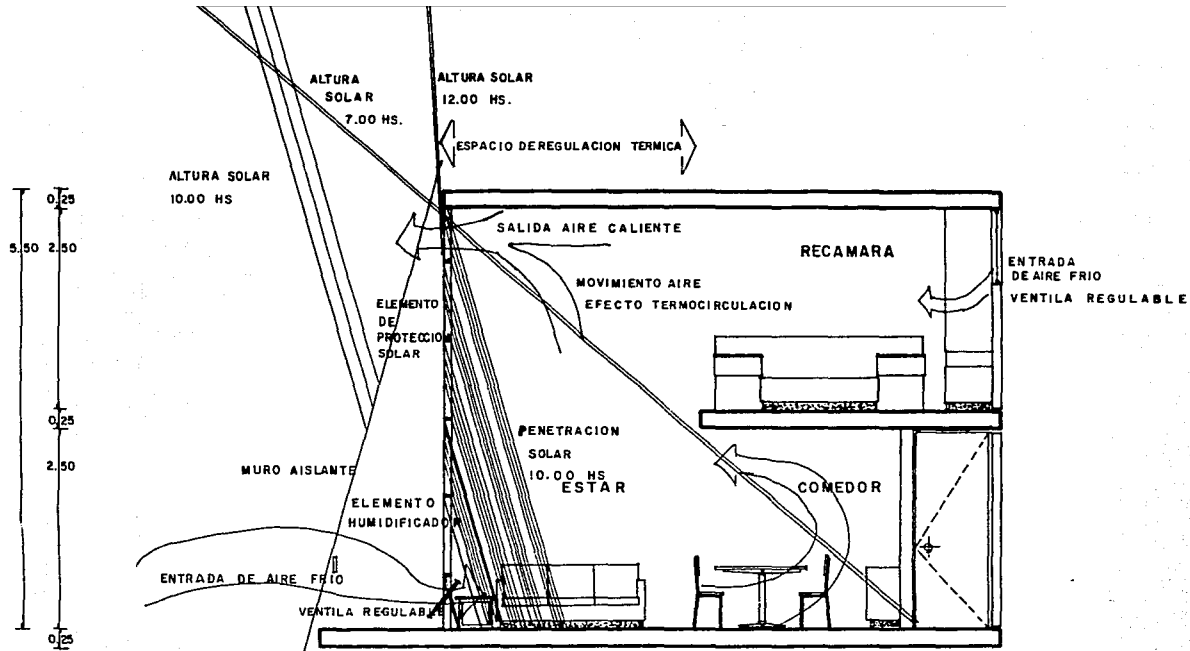 ALTURA
SOLAR
7.00 HS.
ALTURA SOLAR
12.00 HS.
ESPACIO DEREGULACION TERMICA
ALTURA SOLAR
10.00 HS
0.25
5.50
2.50
0.25
2.50
0.25
SALIDA AIRE CALIENTE
RECAMARA
MOVIMIENTO AIRE
EFECTO TERMOCIRCULACION
ENTRADA
DE AIRE FRIO
VENTILA REGULABLE
ELEMENTO
DE
PROTECCION
SOLAR
PENETRACION
SOLAR
10.00 HS
ESTAR
COMEDOR
MURO AISLANTE
ELEMENTO
HUMIDIFICADOR
ENTRADA DE AIRE FRIO
VENTILA REGULABLE